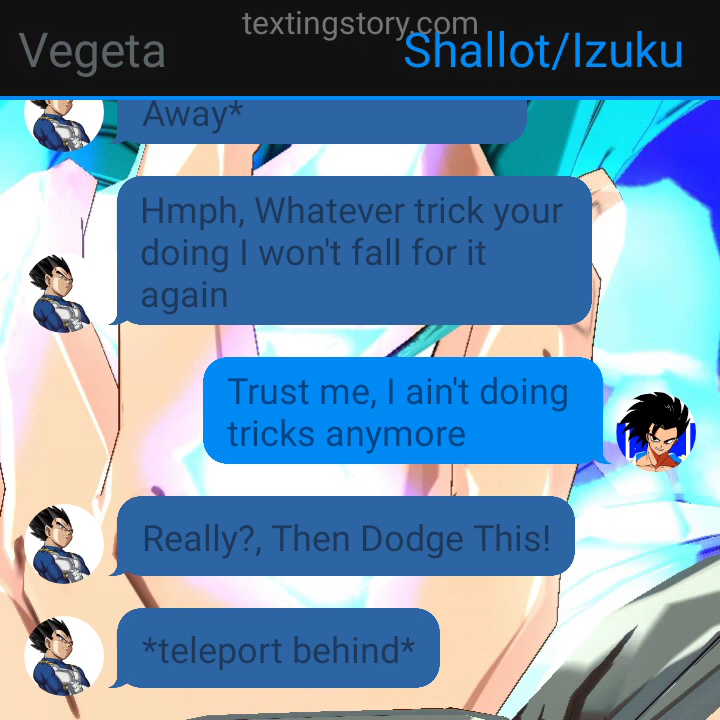 textingstory.com
Vegeta
Shallot/Izuku
Away*
Hmph, Whatever trick your
doing I won't fall for it
again
Trust me, I ain't doing
tricks anymore
Really?, Then Dodge This!
*teleport behind*